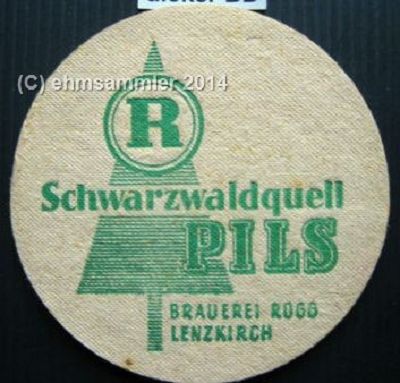 (C) ehmsammler 2014
R
Schwarzwaldquell
PILS
BRAUEREI ROGG
LENZKIRCH